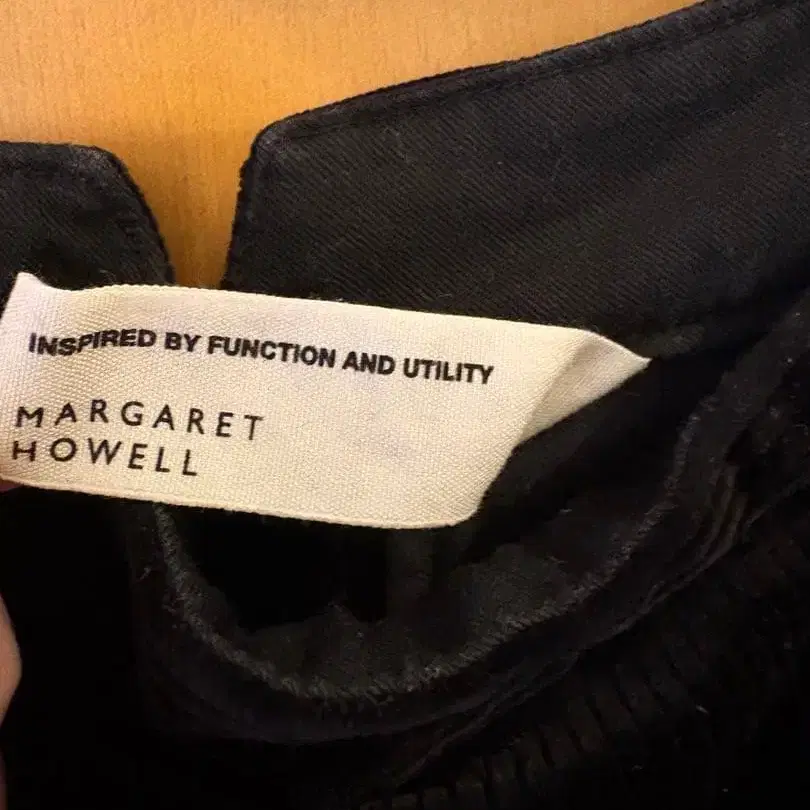 INSPIRED BY FUNCTION AND UTILITY
MARGARET
HOWELL